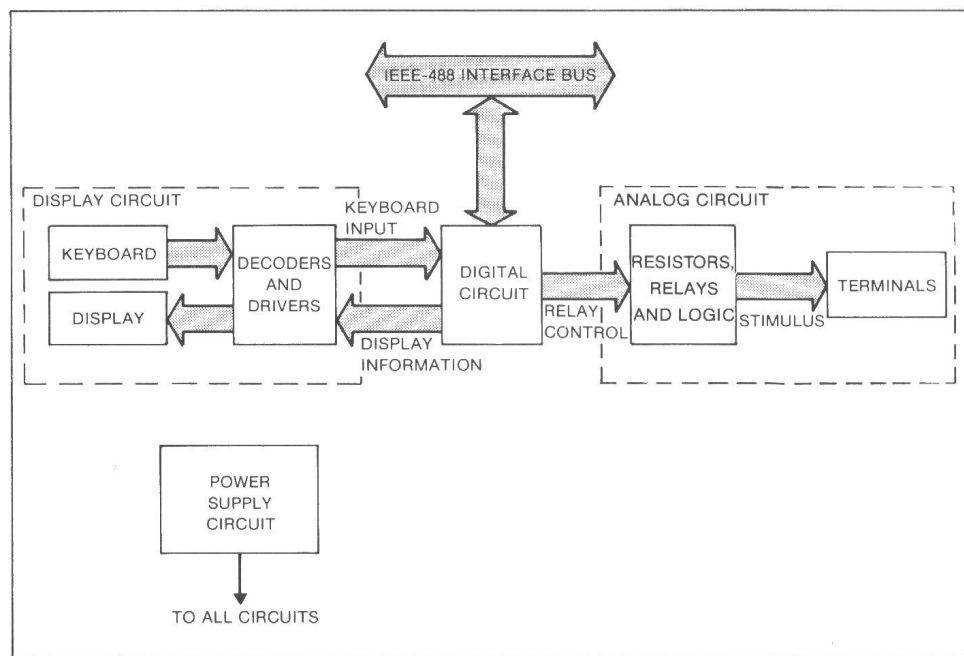 IEEE-488 INTERFACE BUS
DISPLAY CIRCUIT
KEYBOARD
DISPLAY
DECODERS
AND
DRIVERS
KEYBOARD
INPUT
DISPLAY
INFORMATION
DIGITAL
CIRCUIT
RELAY
CONTROL
ANALOG CIRCUIT
RESISTORS,
RELAYS
AND LOGIC
STIMULUS
TERMINALS
POWER
SUPPLY
CIRCUIT
TO ALL CIRCUITS